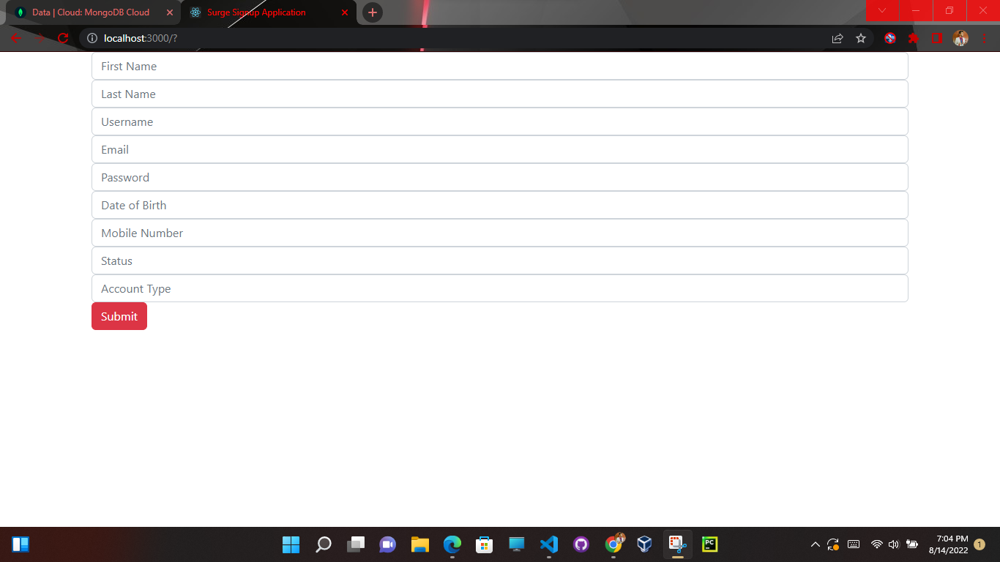 Data | Cloud: MongoDB Cloud
Surge Signup Application
localhost:3000/?
First Name
Last Name
Username
Email
Password
Date of Birth
Mobile Number
Status
Account Type
Submit
PC
7:04 PM
8/14/2022
1